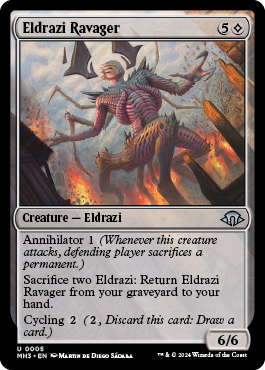 Eldrazi Ravager 5
Creature — Eldrazi
Annihilator 1 (Whenever this creature
attacks, defending player sacrifices a
permanent.)
Sacrifice two Eldrazi: Return Eldrazi
Ravager from your graveyard to your
hand.
Cycling 2 (2, Discard this card: Draw a
card.)
6/6
U 0005
MH3 • EN Martin de Diego Sádaba
™ & © 2024 Wizards of the Coast